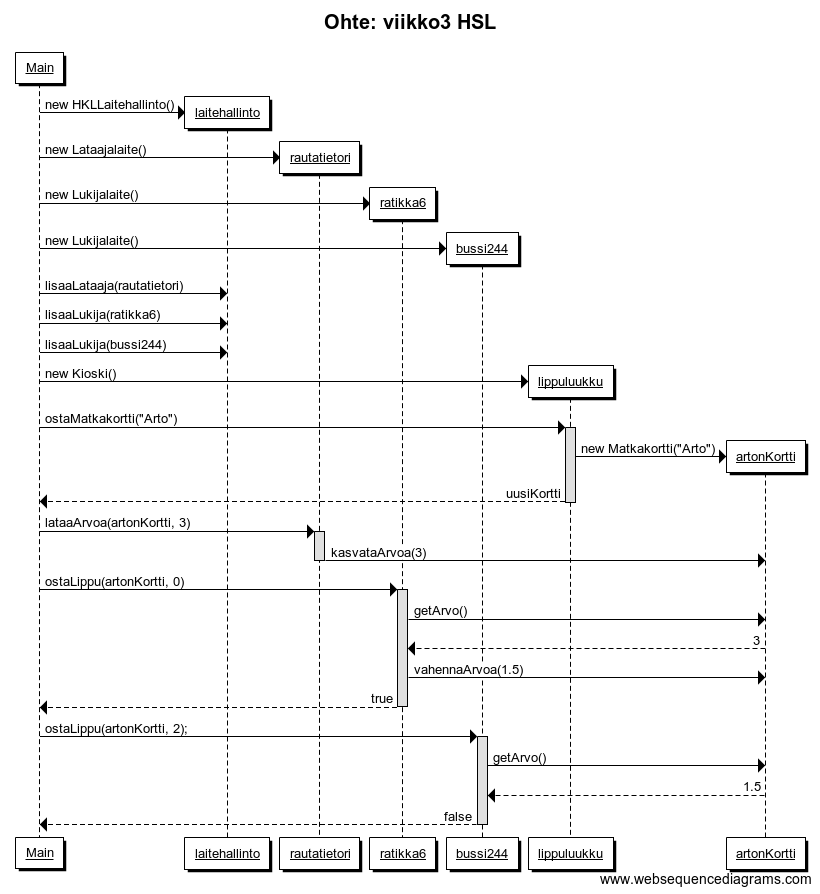 Ohte: viikko3 HSL
Main
new HKLLaitehallinto()
laitehallinto
new Lataajalaite()
rautatietori
new Lukijalaite()
ratikka6
new Lukijalaite()
bussi244
lisaaLataaja(rautatietori)
lisaaLukija(ratikka6)
lisaaLukija(bussi244)
new Kioski()
lippuluukku
ostaMatkakortti("Arto")
new Matkakortti("Arto")
artonKortti
uusiKortti
lataaArvoa(artonKortti, 3)
kasvataArvoa(3)
ostaLippu(artonKortti, 0)
getArvo()
3
vahennaArvoa(1.5)
true
ostaLippu(artonKortti, 2);
getArvo()
1.5
false
Main laitehallinto rautatietori ratikka6 bussi244 lippuluukku artonKortti
www.websequencediagrams.com